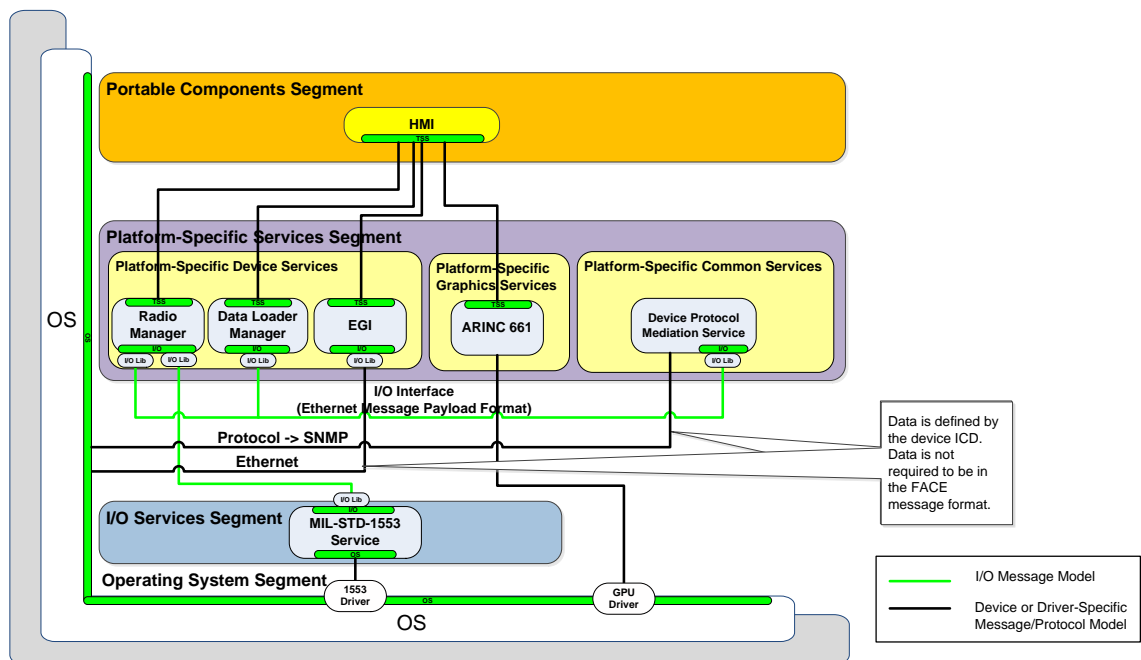 Portable Components Segment
HMI
TSS
Platform-Specific Services Segment
Platform-Specific Device Services
Platform-Specific
Graphics Services
Platform-Specific Common Services
TSS
Radio
Manager
I/O
I/O Lib
I/O Lib
TSS
Data Loader
Manager
I/O
I/O Lib
TSS
EGI
I/O
I/O Lib
TSS
ARINC 661
Device Protocol
Mediation Service
I/O
I/O Lib
OS
OS
I/O Interface
(Ethernet Message Payload Format)
Protocol -> SNMP
Ethernet
Data is defined by
the device ICD.
Data is not
required to be in
the FACE
message format.
I/O Lib
I/O
I/O Services Segment
MIL-STD-1553
Service
OS
Operating System Segment
1553
Driver
OS
GPU
Driver
OS
I/O Message Model
Device or Driver-Specific
Message/Protocol Model